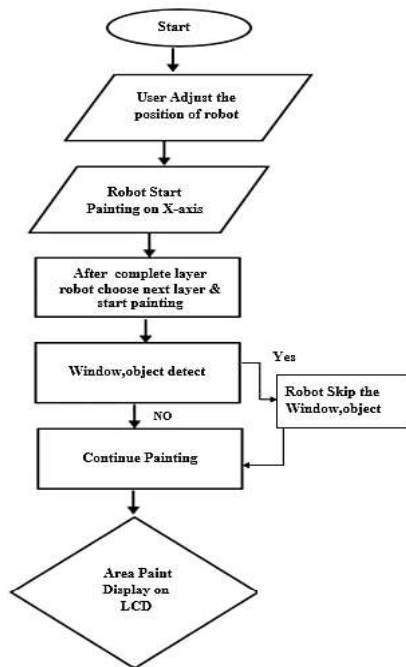 Start
User Adjust the
position of robot
Robot Start
Painting on X-axis
After complete layer
robot choose next layer &
start painting
Window,object detect
Yes
Robot Skip the
Window,object
NO
Continue Painting
Area Paint
Display on
LCD